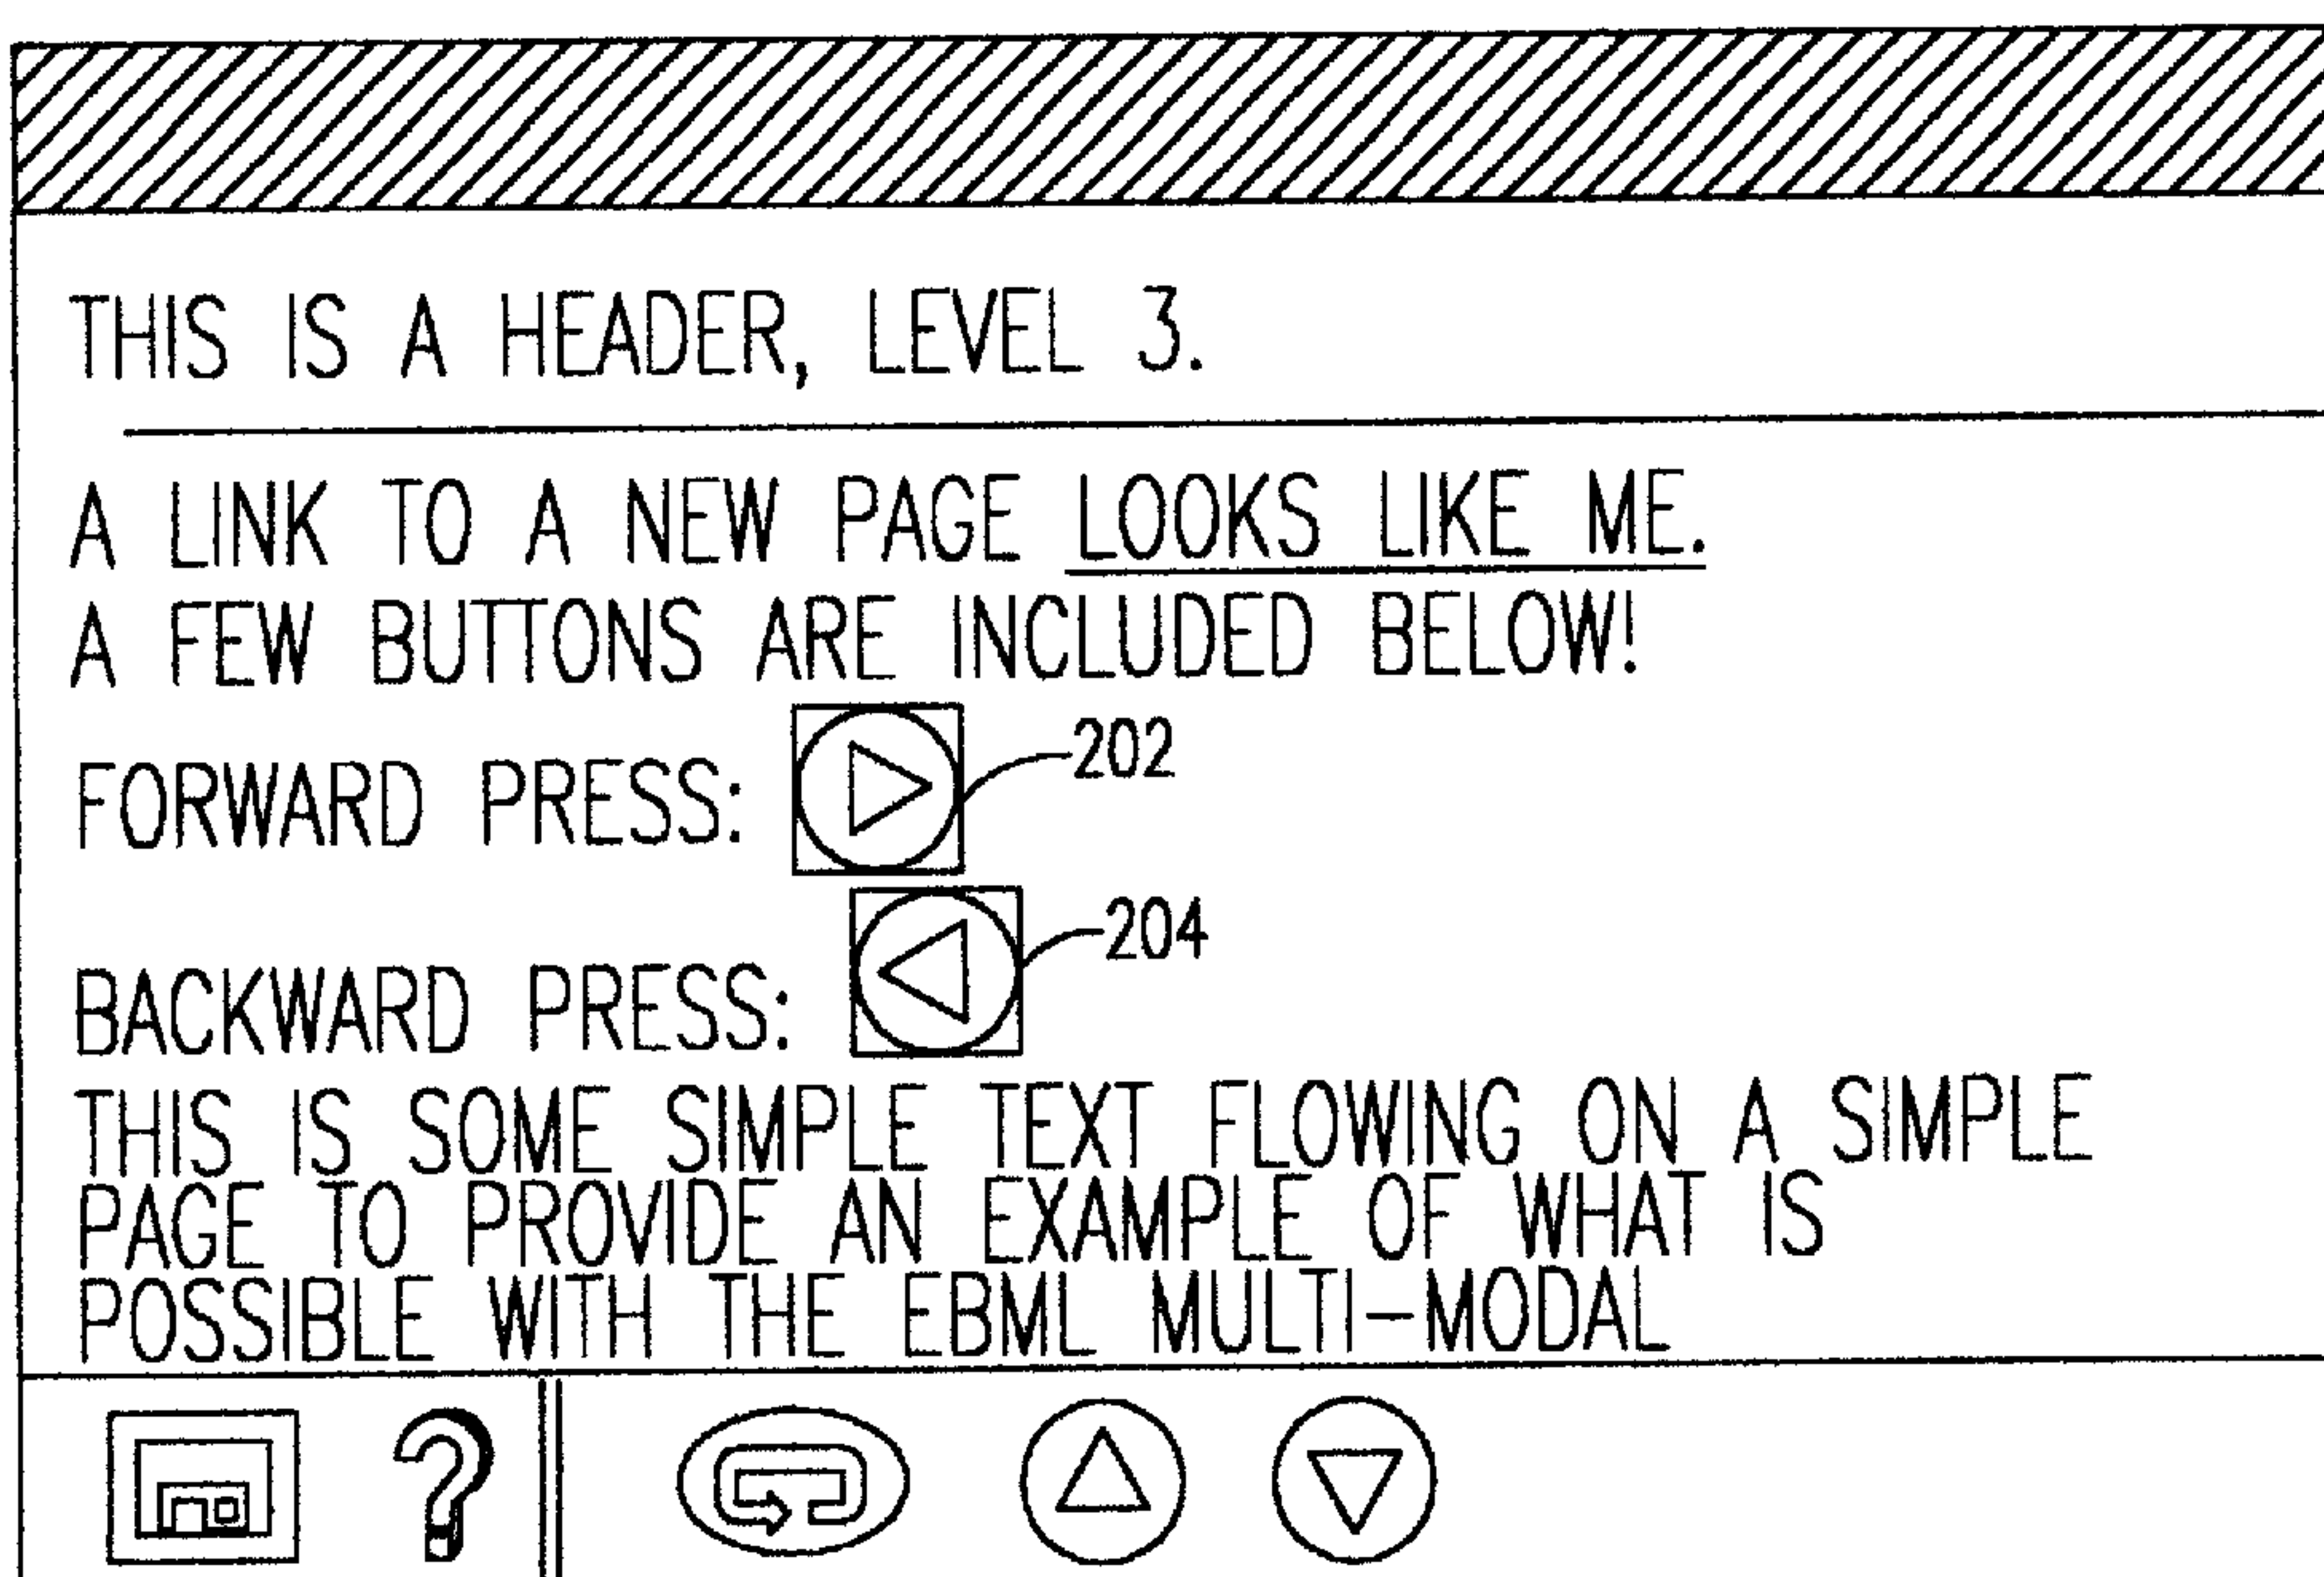 THIS IS A HEADER, LEVEL 3.
A LINK TO A NEW PAGE LOOKS LIKE ME.
A FEW BUTTONS ARE INCLUDED BELOW!
FORWARD PRESS: 202
BACKWARD PRESS: 204
THIS IS SOME SIMPLE TEXT FLOWING ON A SIMPLE
PAGE TO PROVIDE AN EXAMPLE OF WHAT IS
POSSIBLE WITH THE EBML MULTI-MODAL
?